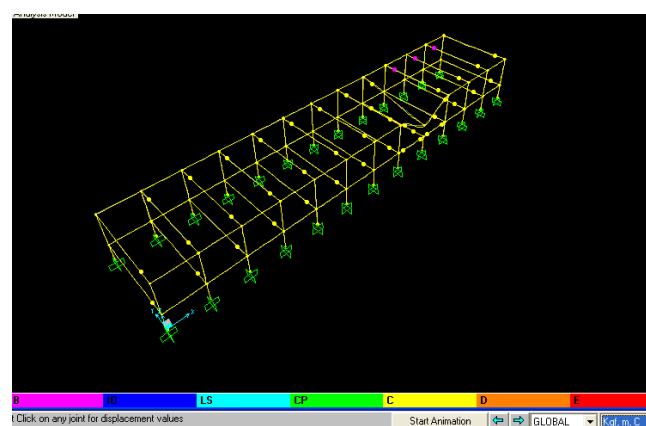 Analysis Model
B IO LS CP C D E
t Click on any joint for displacement values Start Animation GLOBAL Kgf, m, C